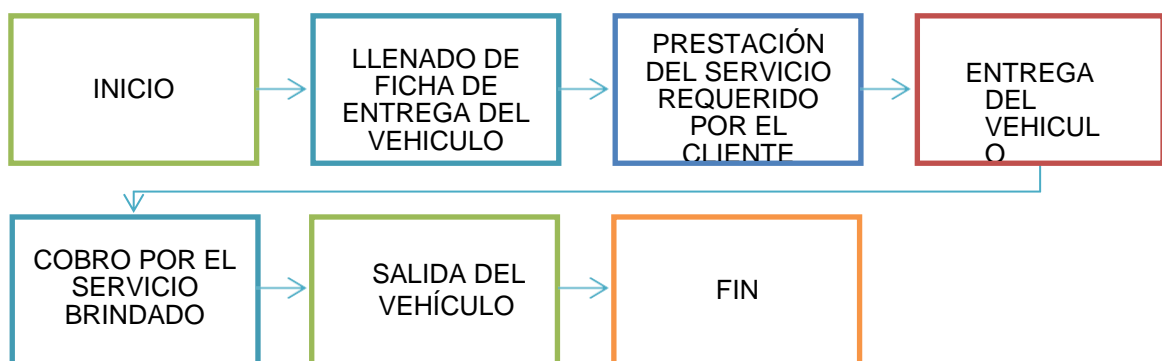 INICIO
LLENADO DE
FICHA DE
ENTREGA DEL
VEHICULO
PRESTACIÓN
DEL SERVICIO
REQUERIDO
POR EL
CLIENTE
ENTREGA
DEL
VEHICUL
O
COBRO POR EL
SERVICIO
BRINDADO
SALIDA DEL
VEHÍCULO
FIN